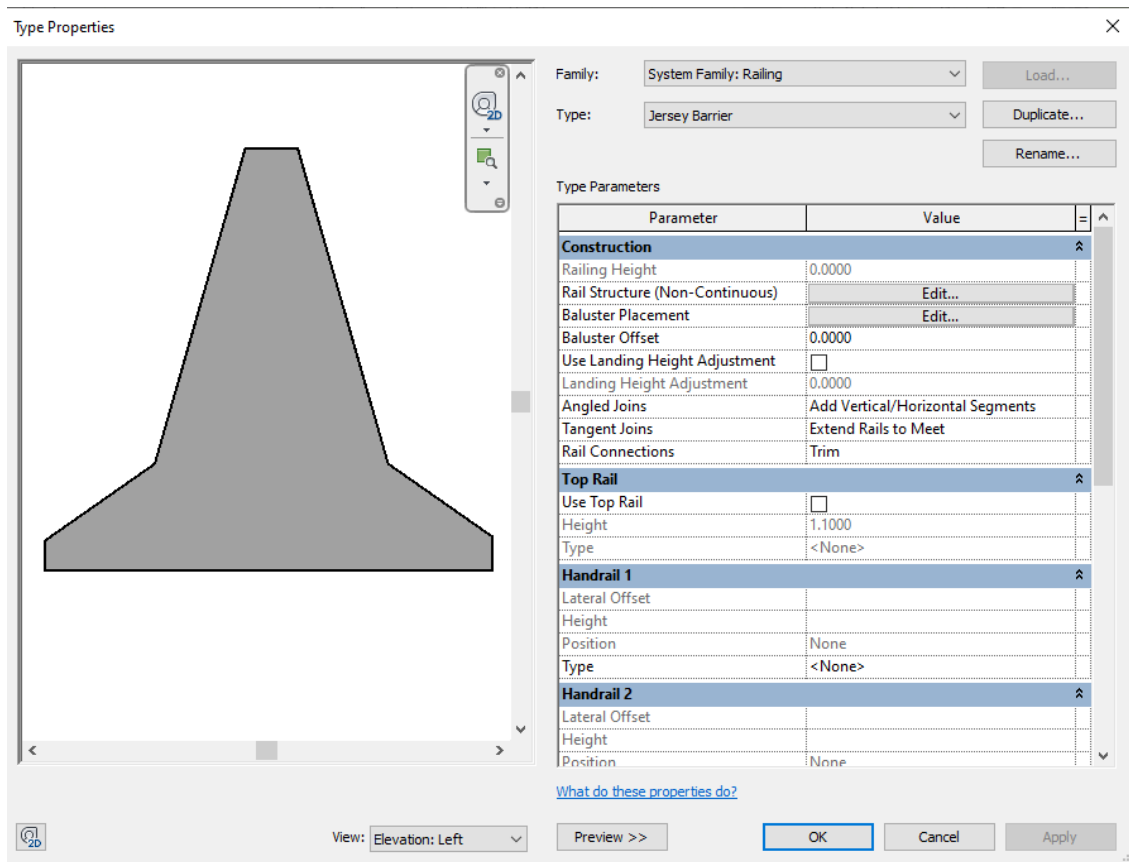 Type Properties
2D
Family:
System Family: Railing
Load...
Type:
Jersey Barrier
Duplicate...
Rename...
Type Parameters
Parameter Value =
Construction
Railing Height 0.0000
Rail Structure (Non-Continuous) Edit...
Baluster Placement Edit...
Baluster Offset 0.0000
Use Landing Height Adjustment
Landing Height Adjustment 0.0000
Angled Joins Add Vertical/Horizontal Segments
Tangent Joins Extend Rails to Meet
Rail Connections Trim
Top Rail
Use Top Rail
Height 1.1000
Type <None>
Handrail 1
Lateral Offset
Height
Position None
Type <None>
Handrail 2
Lateral Offset
Height
Position None
What do these properties do?
2D
View: Elevation: Left
Preview >>
OK
Cancel
Apply